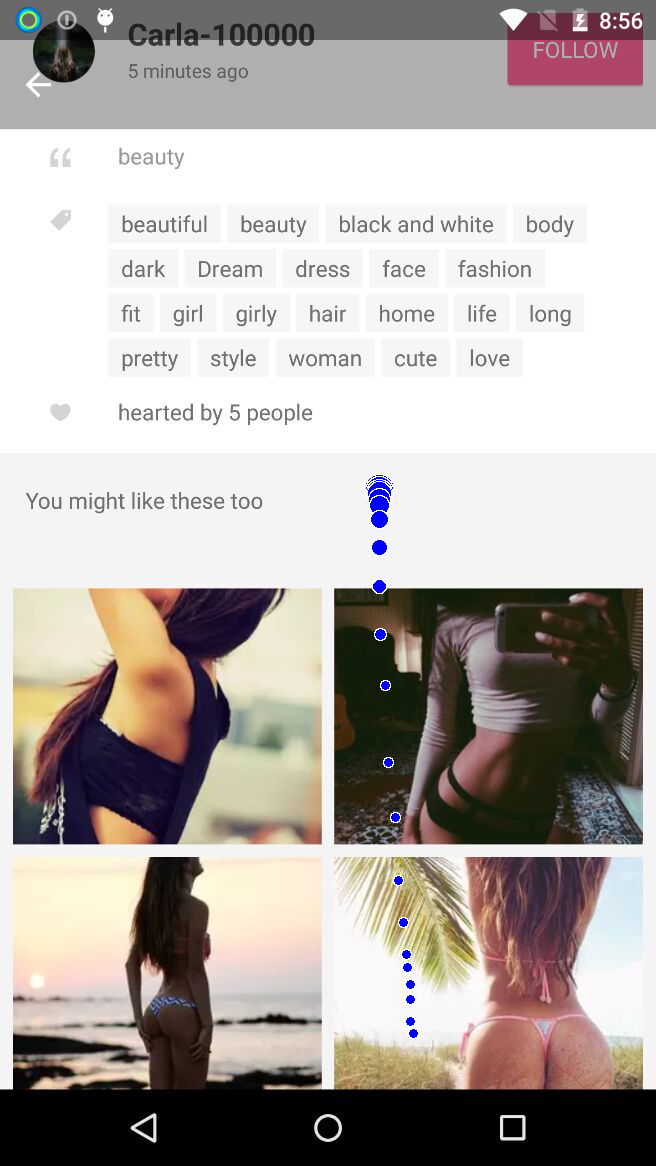 8:56
Carla-100000
5 minutes ago
FOLLOW
beauty
beautiful beauty black and white body
dark Dream dress face fashion
fit girl girly hair home life long
pretty style woman cute love
hearted by 5 people
You might like these too